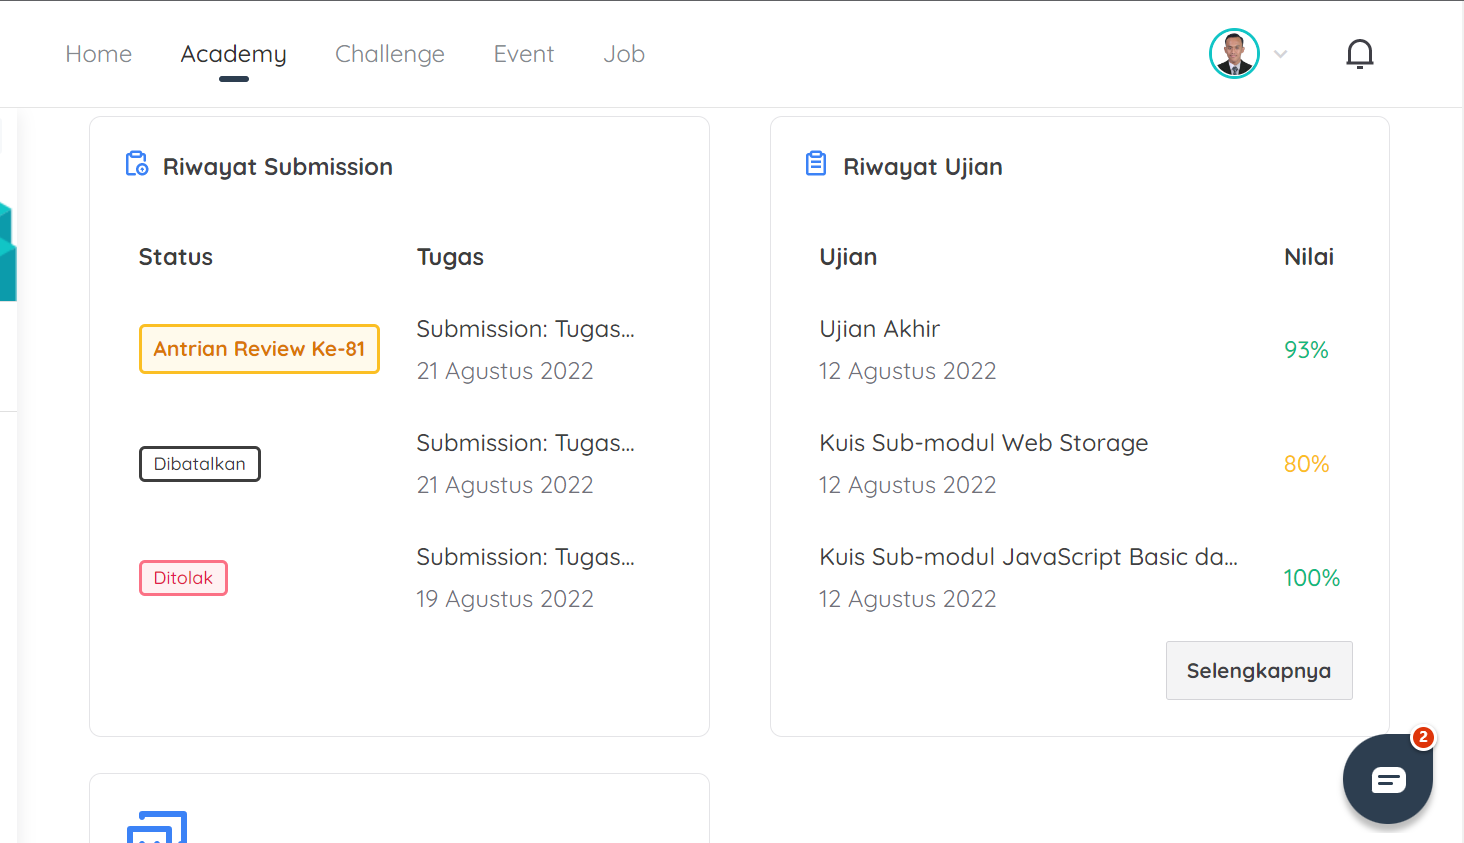 Home Academy Challenge Event Job
Riwayat Submission
Status Tugas
Antrian Review Ke-81
Submission: Tugas...
21 Agustus 2022
Dibatalkan
Submission: Tugas...
21 Agustus 2022
Ditolak
Submission: Tugas...
19 Agustus 2022
Riwayat Ujian
Ujian Nilai
Ujian Akhir
12 Agustus 2022
93%
Kuis Sub-modul Web Storage
12 Agustus 2022
80%
Kuis Sub-modul JavaScript Basic da...
12 Agustus 2022
100%
Selengkapnya
2